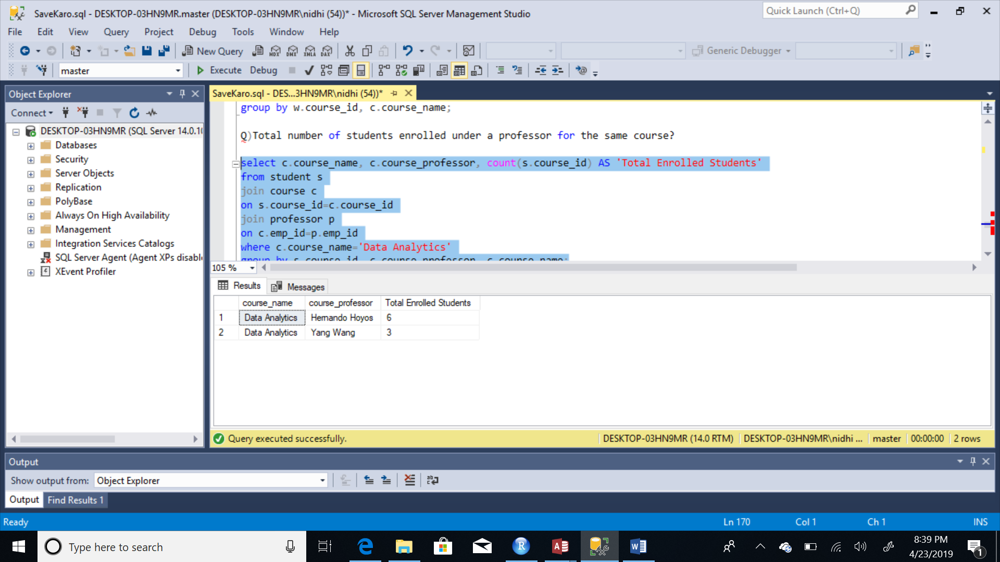 SaveKaro.sql - DESKTOP-03HN9MR.master (DESKTOP-03HN9MR\nidhi (54))* - Microsoft SQL Server Management Studio
Quick Launch (Ctrl+Q)
File Edit View Query Project Debug Tools Window Help
New Query MDX DMX XMLA DAX Generic Debugger
master Execute Debug
Object Explorer
Connect
DESKTOP-03HN9MR (SQL Server 14.0.10
Databases
Security
Server Objects
Replication
PolyBase
Always On High Availability
Management
Integration Services Catalogs
SQL Server Agent (Agent XPs disabl
XEvent Profiler
SaveKaro.sql - DES...3HN9MR\nidhi (54))*
group by w.course_id, c.course_name;
Q)Total number of students enrolled under a professor for the same course?
select c.course_name, c.course_professor, count(s.course_id) AS 'Total Enrolled Students'
from student s
join course c
on s.course_id=c.course_id
join professor p
on c.emp_id=p.emp_id
where c.course_name='Data Analytics'
group by s.course_id, c.course_professor, c.course_name;
105 %
Results Messages
course_name course_professor Total Enrolled Students
1 Data Analytics Hernando Hoyos 6
2 Data Analytics Yang Wang 3
Query executed successfully. DESKTOP-03HN9MR (14.0 RTM) DESKTOP-03HN9MR\nidhi ... master 00:00:00 2 rows
Output
Show output from: Object Explorer
Output Find Results 1
Ready Ln 170 Col 1 Ch 1 INS
Type here to search
8:39 PM
4/23/2019
1